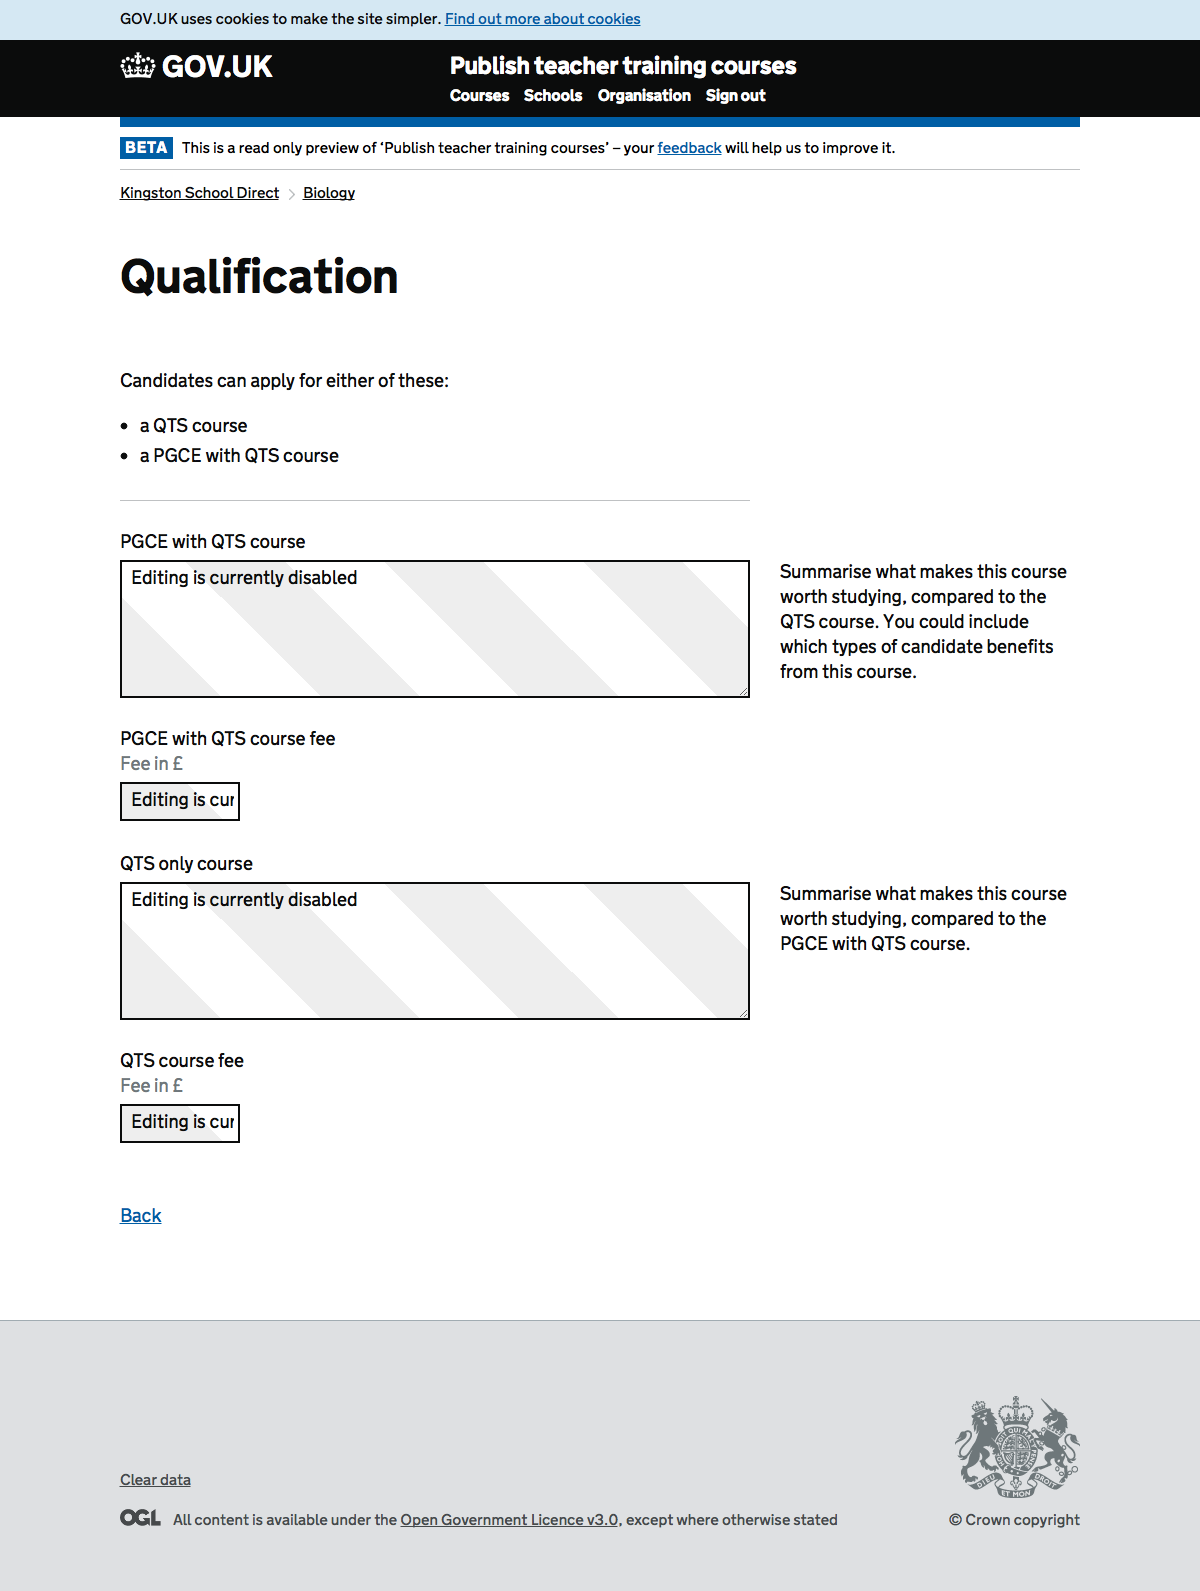 GOV.UK uses cookies to make the site simpler. Find out more about cookies
GOV.UK
Publish teacher training courses
Courses Schools Organisation Sign out
BETA This is a read only preview of ‘Publish teacher training courses’ – your feedback will help us to improve it.
Kingston School Direct > Biology
Qualification
Candidates can apply for either of these:
• a QTS course
• a PGCE with QTS course
PGCE with QTS course
Editing is currently disabled
Summarise what makes this course
worth studying, compared to the
QTS course. You could include
which types of candidate benefits
from this course.
PGCE with QTS course fee
Fee in £
Editing is cur
QTS only course
Editing is currently disabled
Summarise what makes this course
worth studying, compared to the
PGCE with QTS course.
QTS course fee
Fee in £
Editing is cur
Back
Clear data
DIEU ET MON DROIT
OGL All content is available under the Open Government Licence v3.0, except where otherwise stated
© Crown copyright